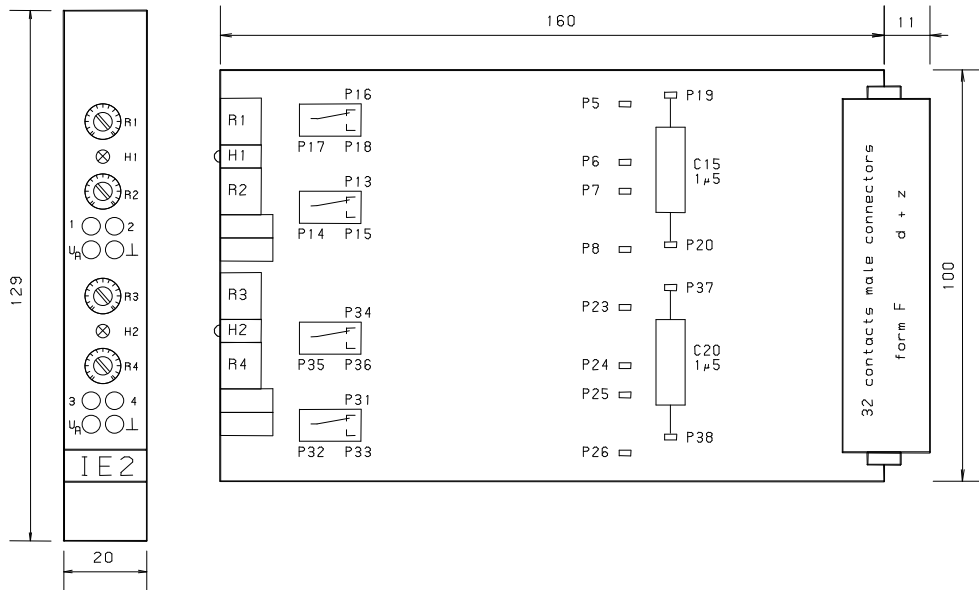 129
R1
H1
R2
1 2
UA ⊥
R3
H2
R4
3 4
UA ⊥
IE2
20
160
11
100
R1
H1
R2
R3
H2
R4
P16
P17 P18
P13
P14 P15
P34
P35 P36
P31
P32 P33
P5
P6
P7
P8
P23
P24
P25
P26
P19
C15
1µ5
P20
P37
C20
1µ5
P38
32 contacts male connectors
form F d + z